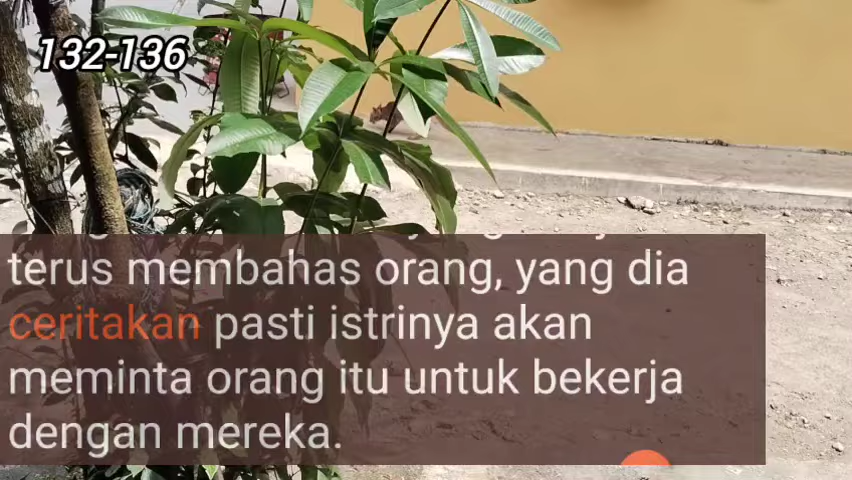 132-136
terus membahas orang, yang dia
ceritakan pasti istrinya akan
meminta orang itu untuk bekerja
dengan mereka.